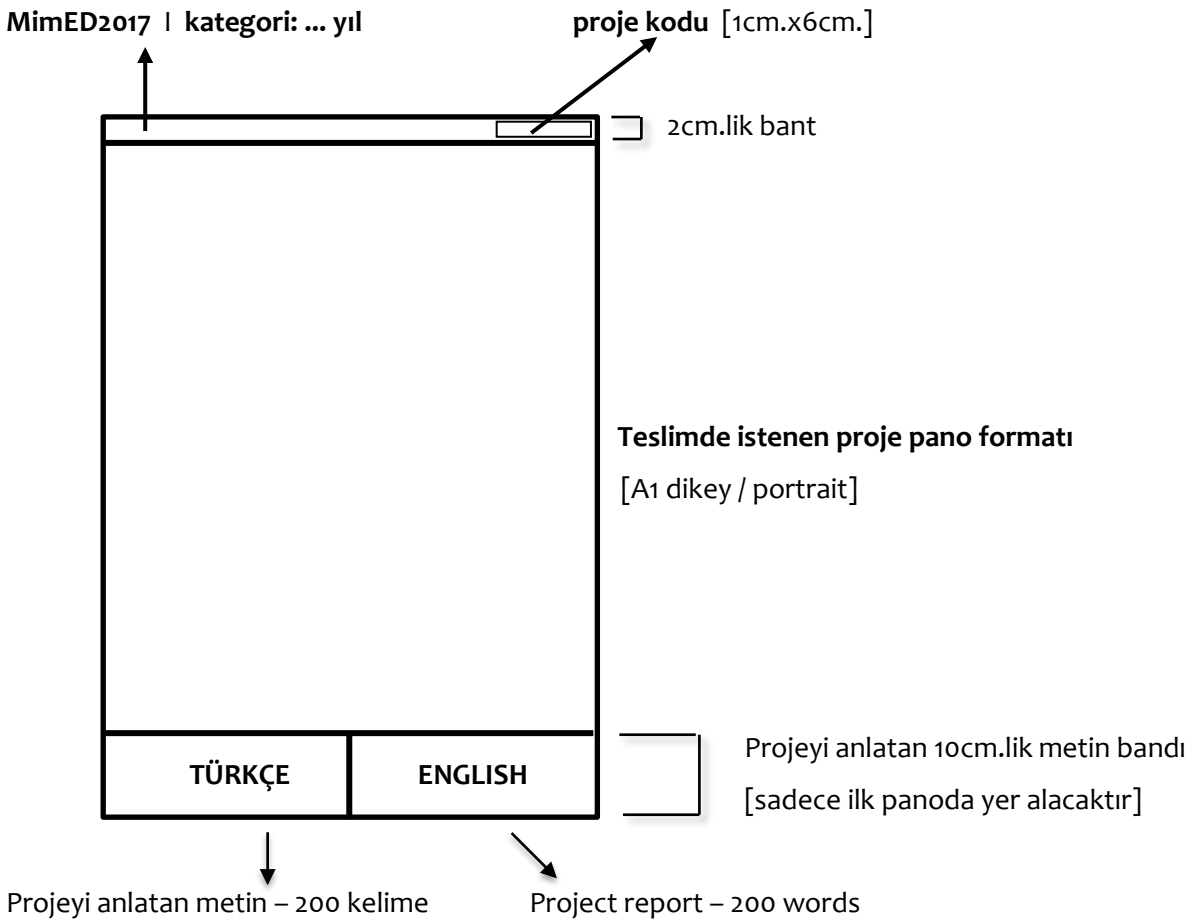 MimED2017 I kategori: ... yıl
proje kodu [1cm.x6cm.]
2cm.lik bant
Teslimde istenen proje pano formatı
[A1 dikey / portrait]
TÜRKÇE
ENGLISH
Projeyi anlatan 10cm.lik metin bandı
[sadece ilk panoda yer alacaktır]
Projeyi anlatan metin – 200 kelime
Project report – 200 words